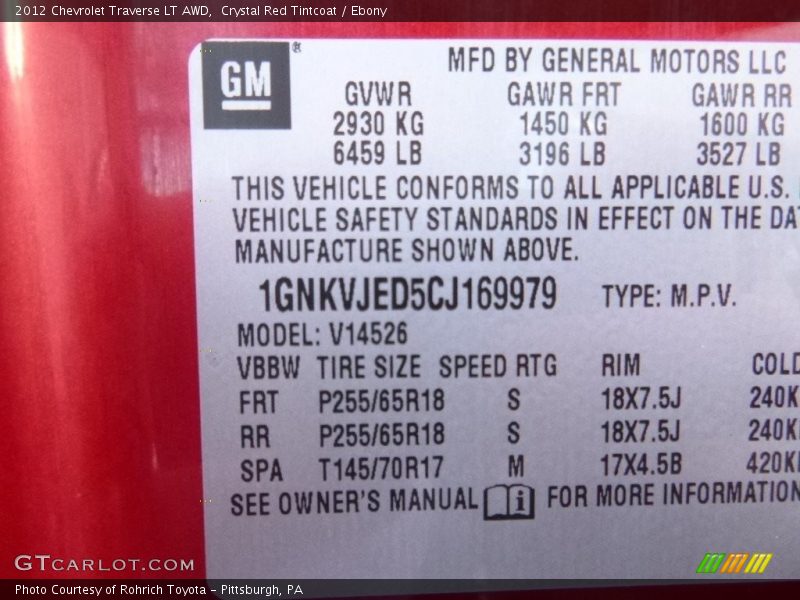 2012 Chevrolet Traverse LT AWD, Crystal Red Tintcoat / Ebony
GM®
MFD BY GENERAL MOTORS LLC
GVWR GAWR FRT GAWR RR
2930 KG 1450 KG 1600 KG
6459 LB 3196 LB 3527 LB
THIS VEHICLE CONFORMS TO ALL APPLICABLE U.S.
VEHICLE SAFETY STANDARDS IN EFFECT ON THE DAT
MANUFACTURE SHOWN ABOVE.
1GNKVJED5CJ169979 TYPE: M.P.V.
MODEL: V14526
VBBW TIRE SIZE SPEED RTG RIM COLD
FRT P255/65R18 S 18X7.5J 240K
RR P255/65R18 S 18X7.5J 240K
SPA T145/70R17 M 17X4.5B 420K
SEE OWNER'S MANUAL i FOR MORE INFORMATION
GTCARLOT.COM
Photo Courtesy of Rohrich Toyota - Pittsburgh, PA